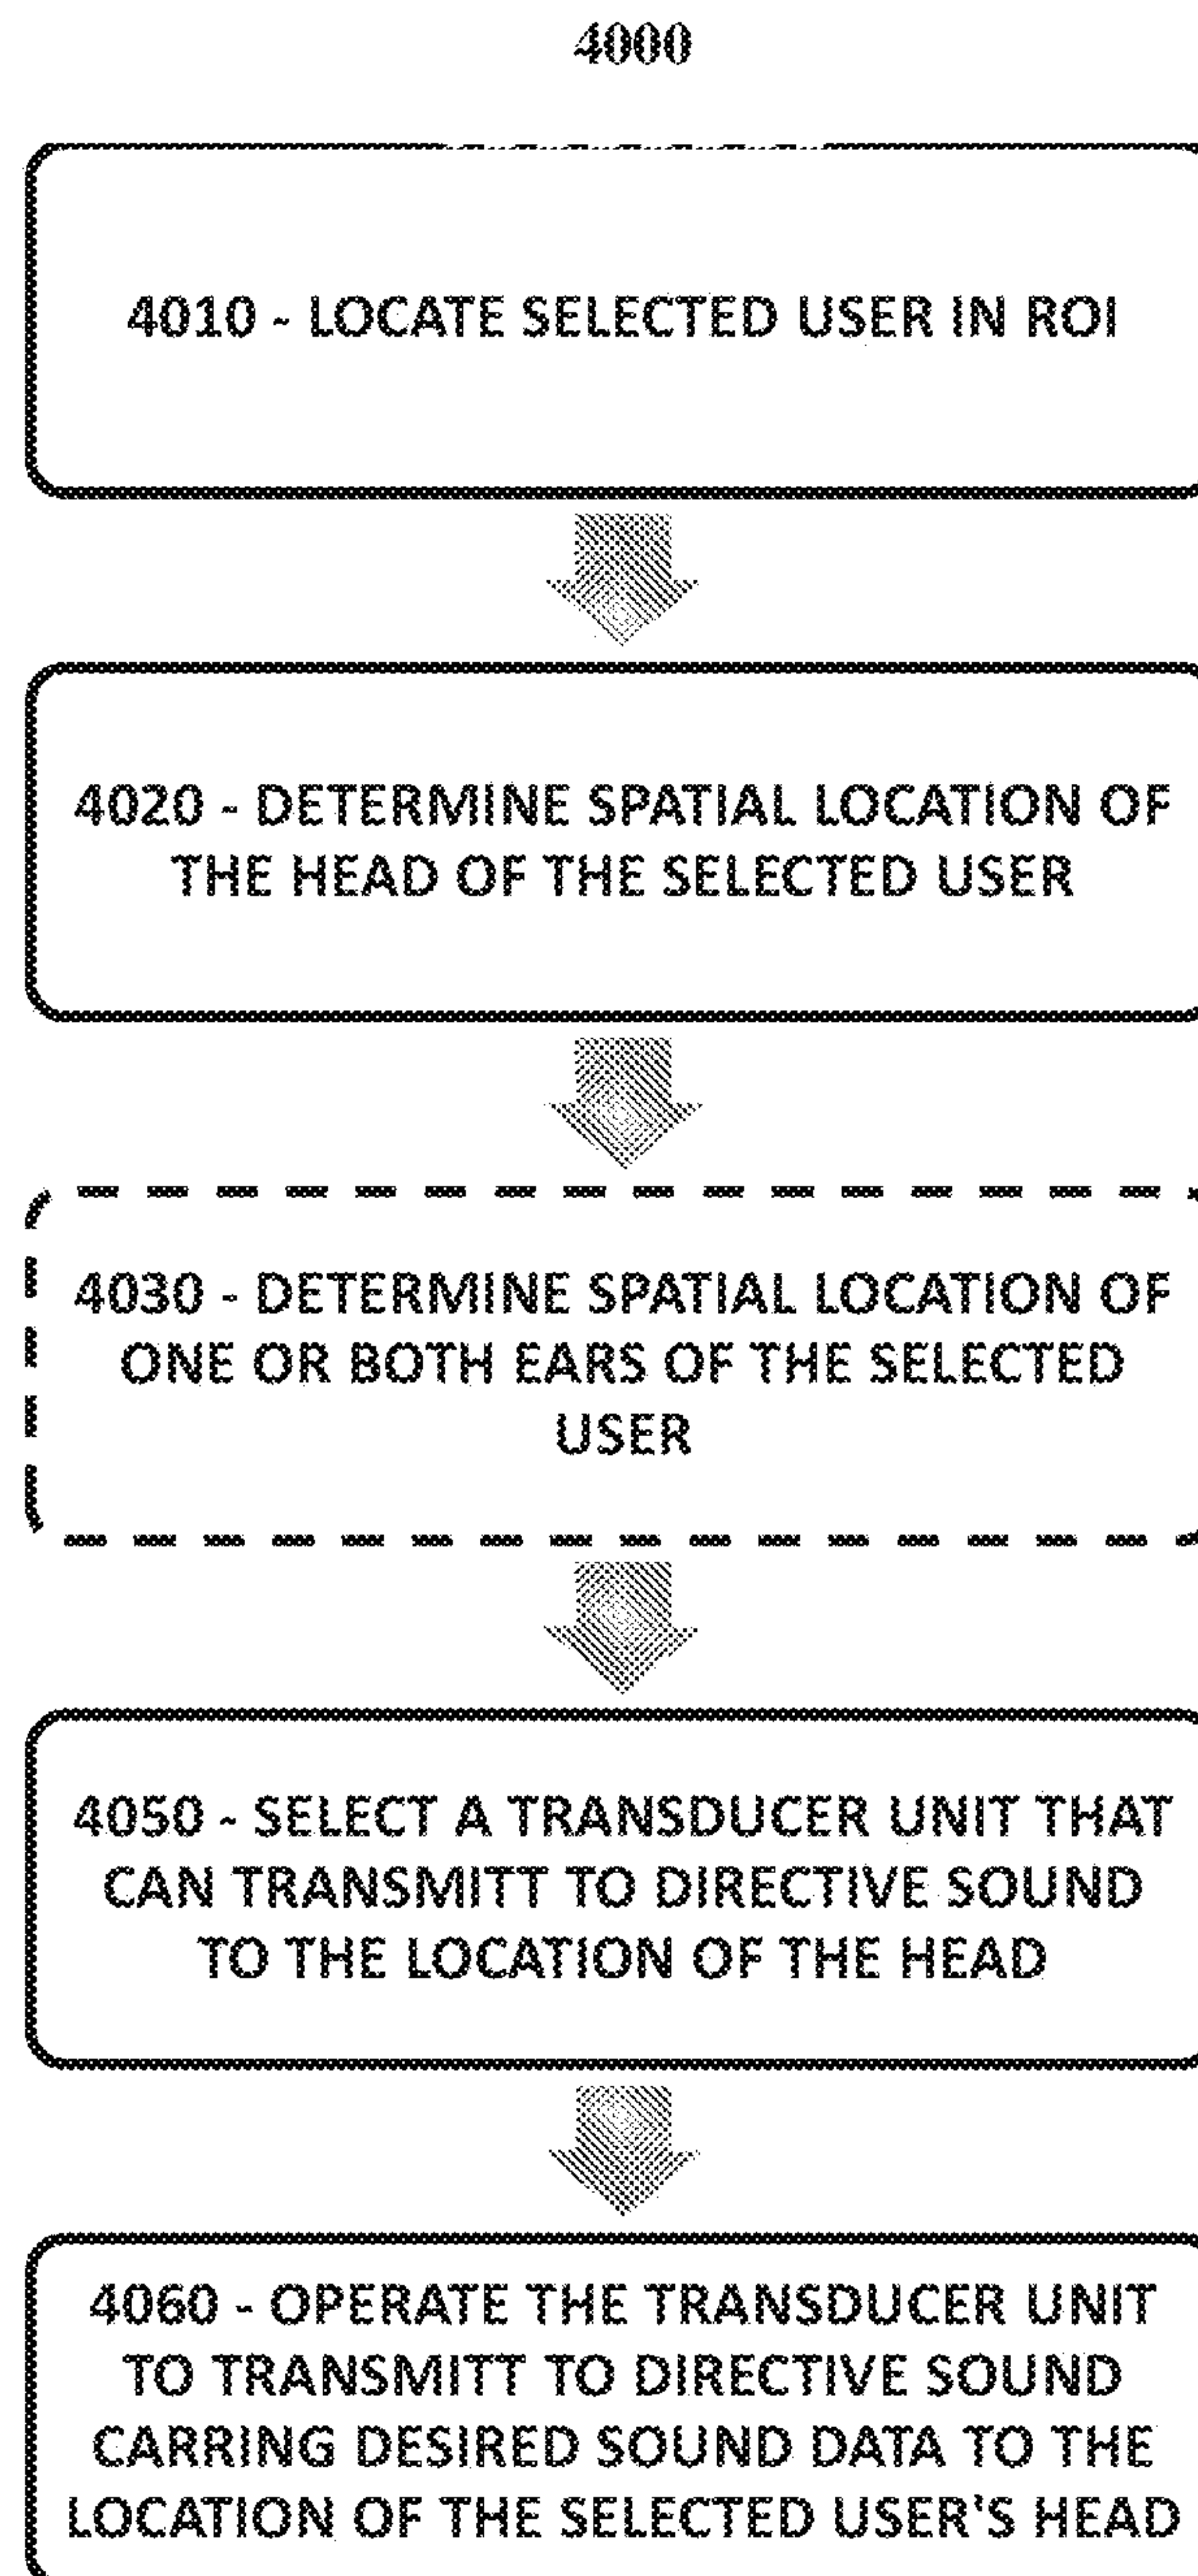 4000
4010 - LOCATE SELECTED USER IN ROI
4020 - DETERMINE SPATIAL LOCATION OF
THE HEAD OF THE SELECTED USER
4030 - DETERMINE SPATIAL LOCATION OF
ONE OR BOTH EARS OF THE SELECTED
USER
4050 - SELECT A TRANSDUCER UNIT THAT
CAN TRANSMITT TO DIRECTIVE SOUND
TO THE LOCATION OF THE HEAD
4060 - OPERATE THE TRANSDUCER UNIT
TO TRANSMITT TO DIRECTIVE SOUND
CARRING DESIRED SOUND DATA TO THE
LOCATION OF THE SELECTED USER'S HEAD